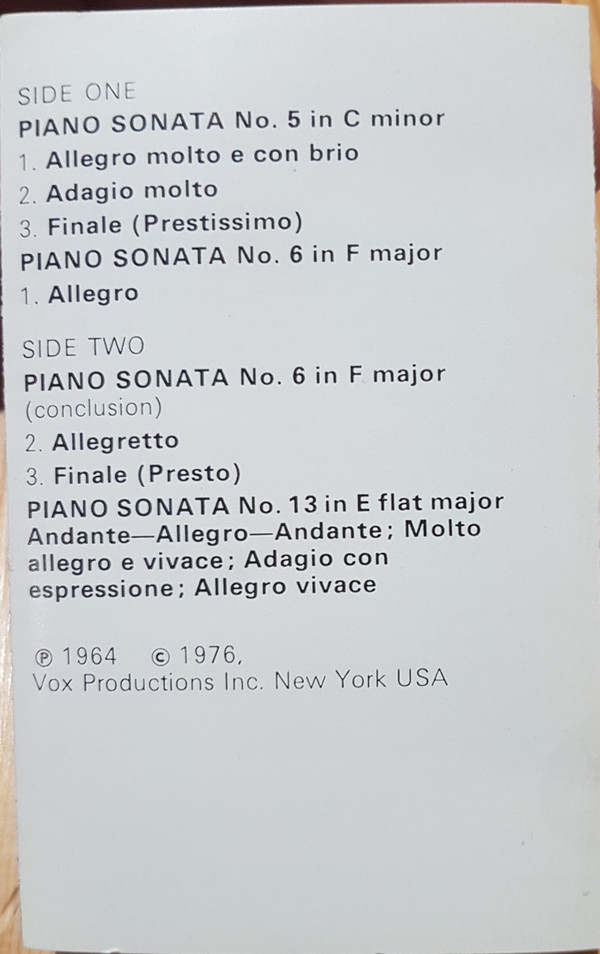 SIDE ONE
PIANO SONATA No. 5 in C minor
1. Allegro molto e con brio
2. Adagio molto
3. Finale (Prestissimo)
PIANO SONATA No. 6 in F major
1. Allegro
SIDE TWO
PIANO SONATA No. 6 in F major
(conclusion)
2. Allegretto
3. Finale (Presto)
PIANO SONATA No. 13 in E flat major
Andante—Allegro—Andante; Molto
allegro e vivace; Adagio con
espressione; Allegro vivace
℗ 1964 © 1976,
Vox Productions Inc. New York USA